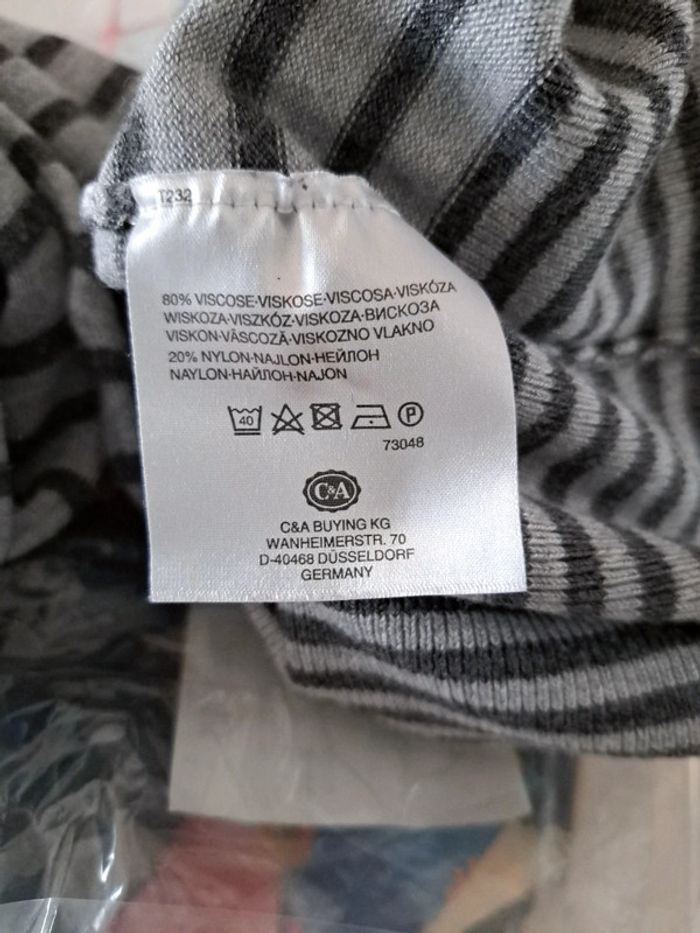 T232
80% VISCOSE·VISKOSE·VISCOSA·VISKÓZA
WISKOZA·VISZKÓZ·VISKOZA·ВИСКОЗА
VISKON·VÂSCOZĂ·VISKOZNO VLAKNO
20% NYLON·NAJLON·НЕЙЛОН
NAYLON·НАЙЛОН·NAJON
40
P
73048
C&A
C&A BUYING KG
WANHEIMERSTR. 70
D-40468 DÜSSELDORF
GERMANY